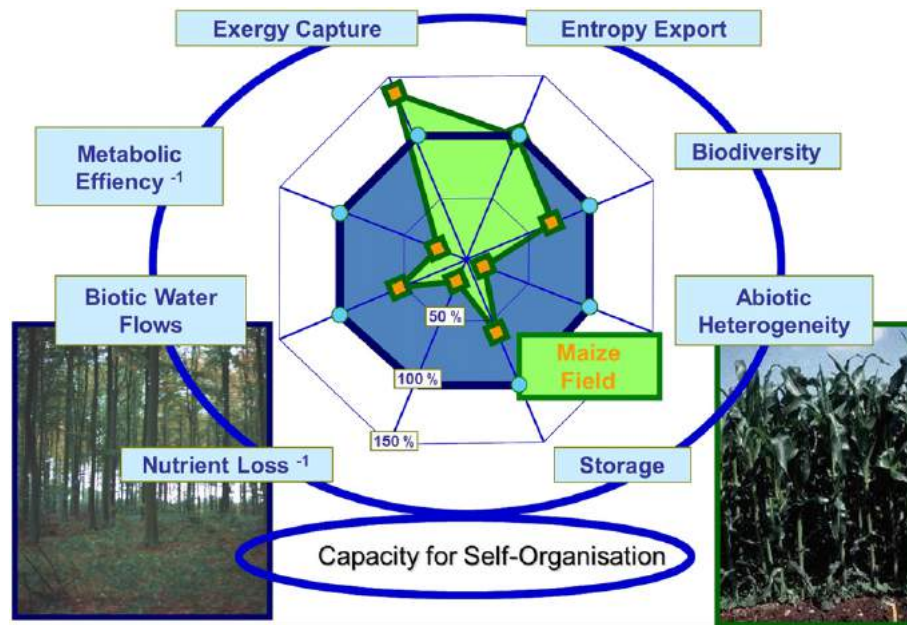 Exergy Capture
Entropy Export
Metabolic
Effiency -1
Biodiversity
Biotic Water
Flows
Abiotic
Heterogeneity
50 %
Maize
Field
100 %
150 %
Nutrient Loss -1
Storage
Capacity for Self-Organisation